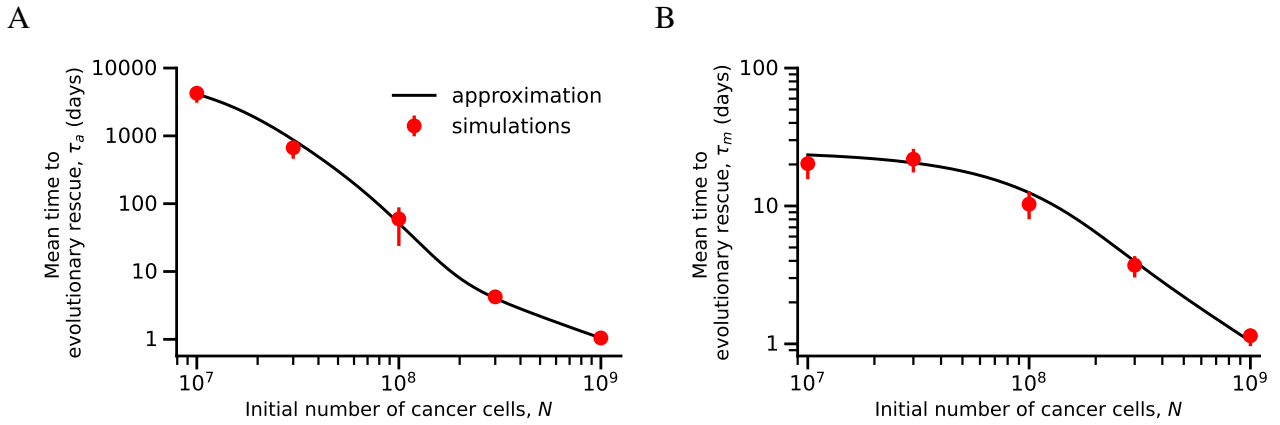 A
B
Mean time to
evolutionary rescue, τₐ (days)
10000
1000
100
10
1
approximation
simulations
10⁷
10⁸
10⁹
Initial number of cancer cells, N
Mean time to
evolutionary rescue, τₘ (days)
100
10
1
10⁷
10⁸
10⁹
Initial number of cancer cells, N